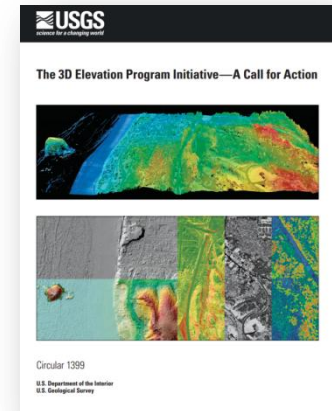 USGS
science for a changing world
The 3D Elevation Program Initiative—A Call for Action
Circular 1399
U.S. Department of the Interior
U.S. Geological Survey